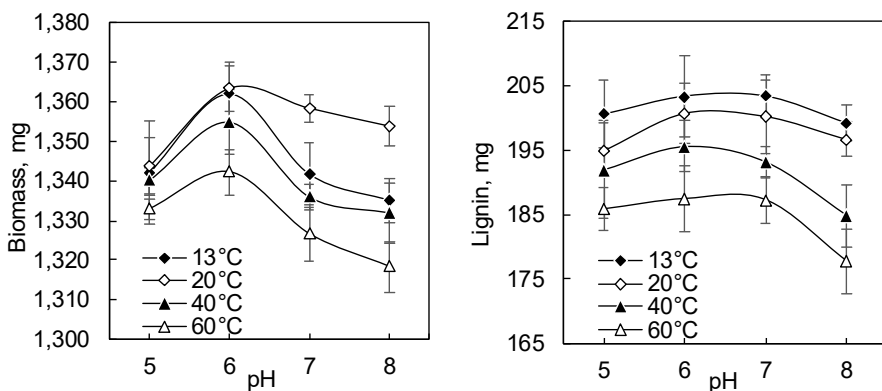 1,380
1,370
1,360
1,350
1,340
1,330
1,320
1,310
1,300
Biomass, mg
13°C
20°C
40°C
60°C
5 6 7 8
pH
215
205
195
185
175
165
Lignin, mg
13°C
20°C
40°C
60°C
5 6 7 8
pH